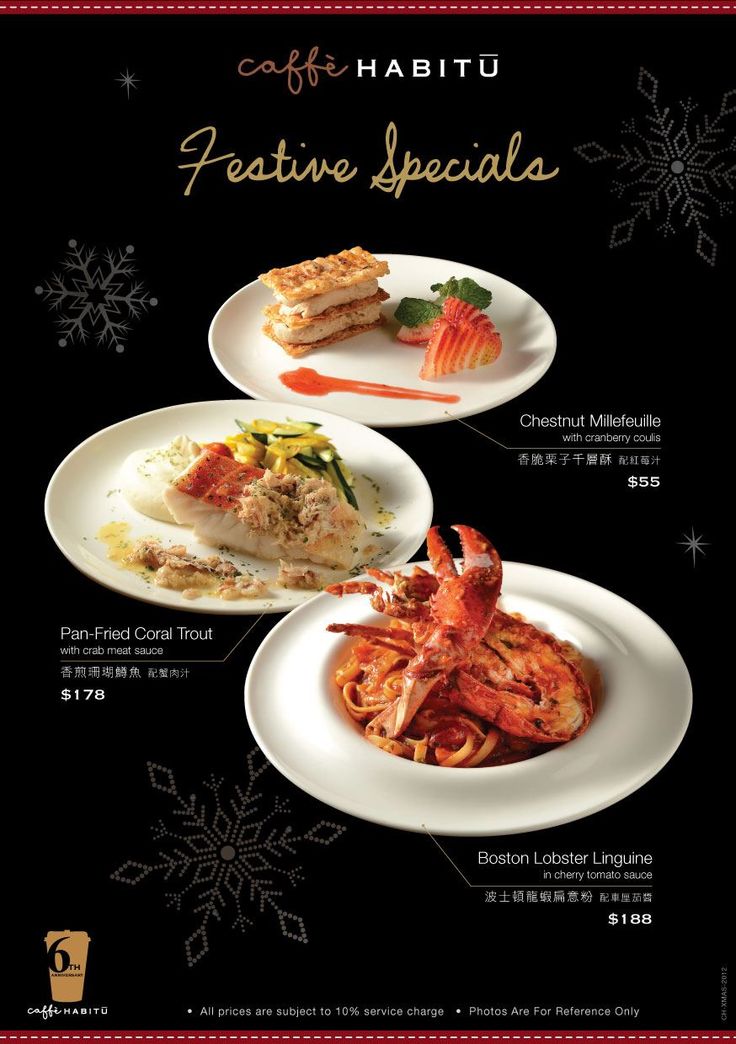 caffè HABITŪ
Festive Specials
Chestnut Millefeuille
with cranberry coulis
香脆栗子千層酥 配紅莓汁
$55
Pan-Fried Coral Trout
with crab meat sauce
香煎珊瑚鱒魚 配蟹肉汁
$178
Boston Lobster Linguine
in cherry tomato sauce
波士頓龍蝦扁意粉 配車厘茄醬
$188
6TH
ANNIVERSARY
caffè HABITŪ
• All prices are subject to 10% service charge • Photos Are For Reference Only
CH-XMAS-2012